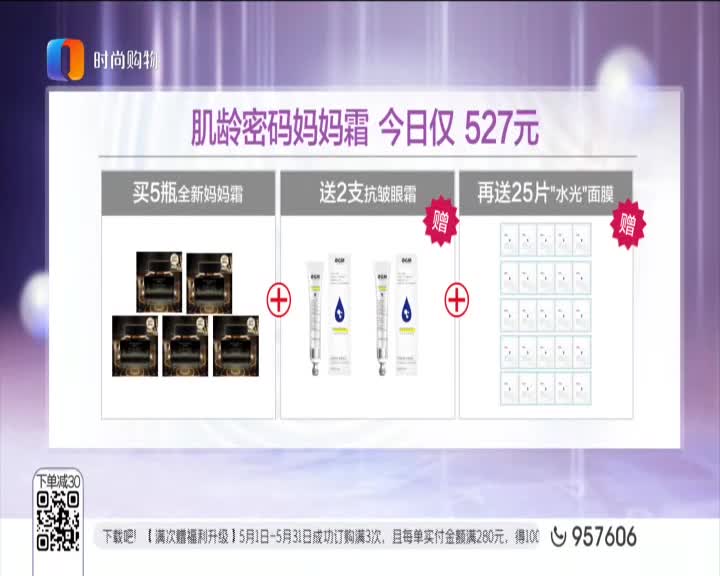 时尚购物
肌龄密码妈妈霜 今日仅 527元
买5瓶全新妈妈霜
送2支抗皱眼霜
赠
再送25片"水光"面膜
赠
下单减30
下载吧!【满次赠福利升级】5月1日-5月31日成功订购满3次，且每单实付金额满280元，得100
957606